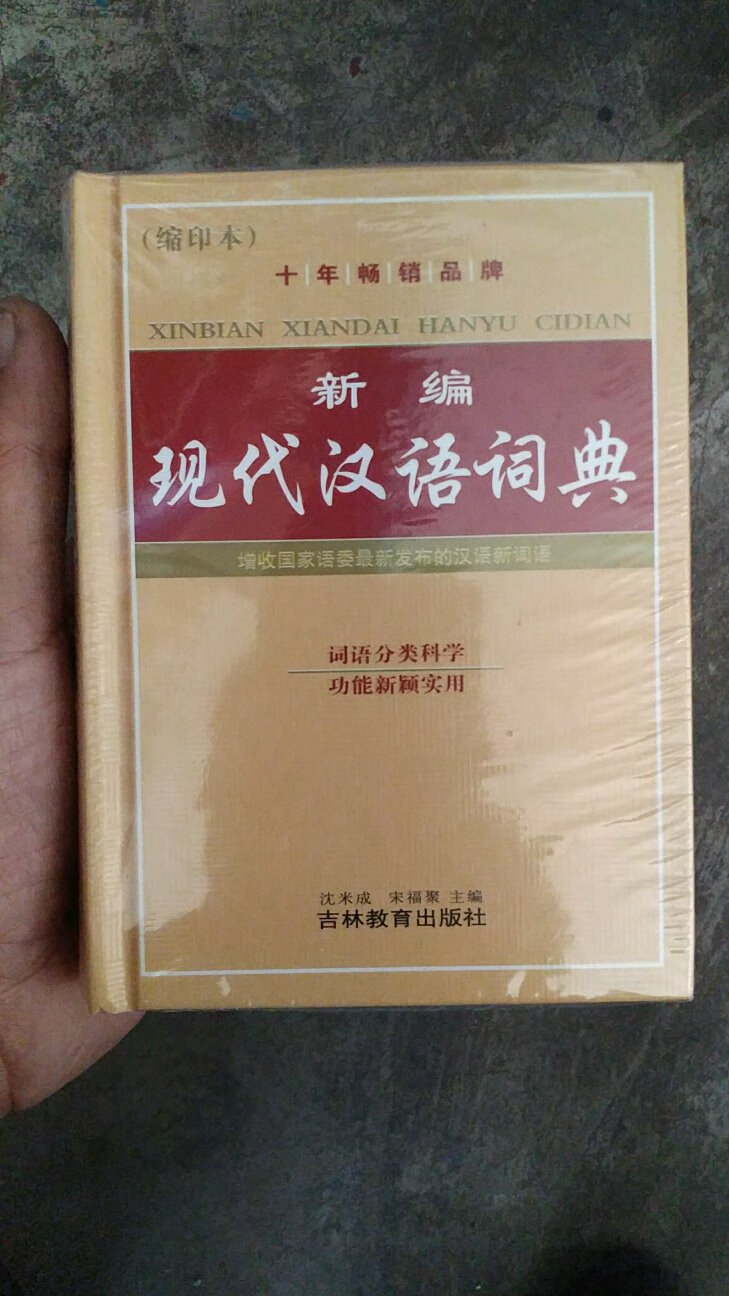 （缩印本）
十年畅销品牌
XINBIAN XIANDAI HANYU CIDIAN
新编
现代汉语词典
增收国家语委最新发布的汉语新词语
词语分类科学
功能新颖实用
沈米成 宋福聚 主编
吉林教育出版社